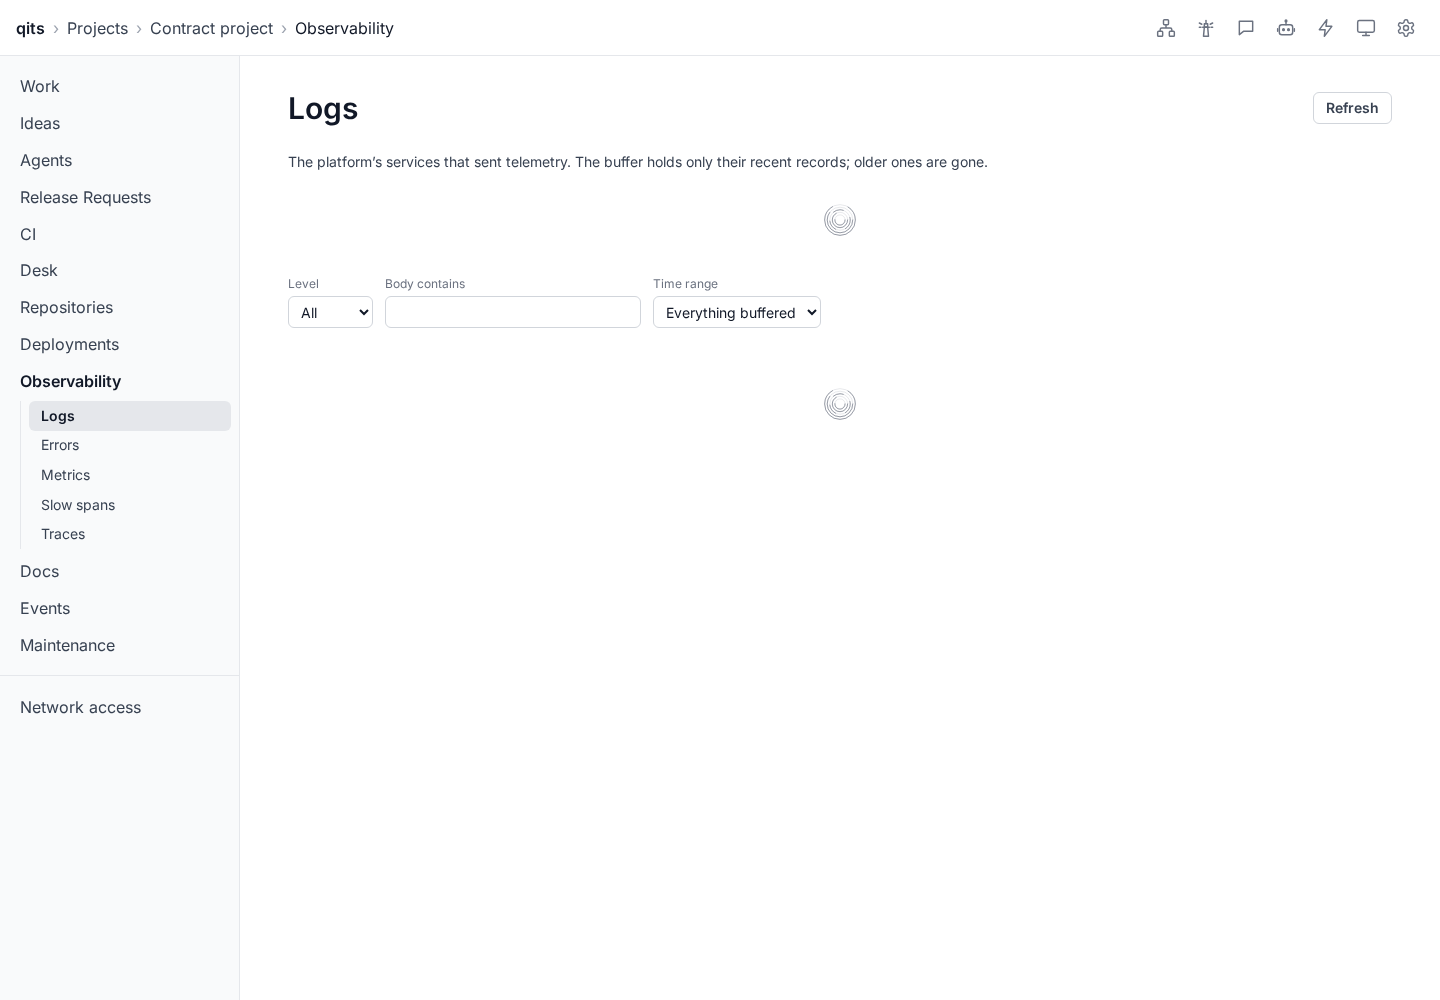 qits › Projects › Contract project › Observability
Work
Ideas
Agents
Release Requests
CI
Desk
Repositories
Deployments
Observability
Logs
Errors
Metrics
Slow spans
Traces
Docs
Events
Maintenance
Network access
Logs
Refresh
The platform’s services that sent telemetry. The buffer holds only their recent records; older ones are gone.
Level
Body contains
Time range
All
Everything buffered